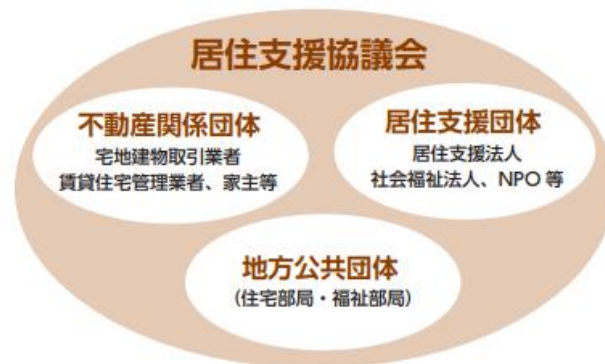 居住支援協議会
不動産関係団体
宅地建物取引業者
賃貸住宅管理業者、家主等
居住支援団体
居住支援法人
社会福祉法人、NPO 等
地方公共団体
(住宅部局・福祉部局)